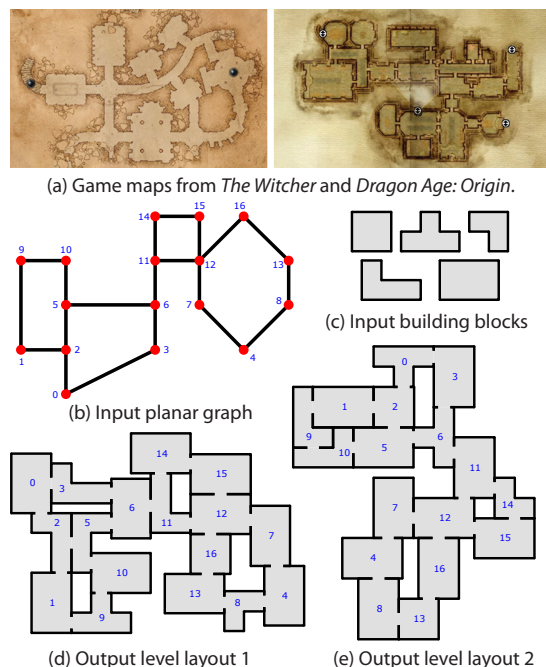 (a) Game maps from The Witcher and Dragon Age: Origin.
14 15 16
9 10 11 12 13
5 6 7 8
1 2 3 4
0
(b) Input planar graph
(c) Input building blocks
0 3
1 2
9 10 5 6
11
7 12 14
15
4 16
8 13
14
0 3 15
6
2 5 11 12
7
16
10
1 13 4
8
9
(d) Output level layout 1
(e) Output level layout 2